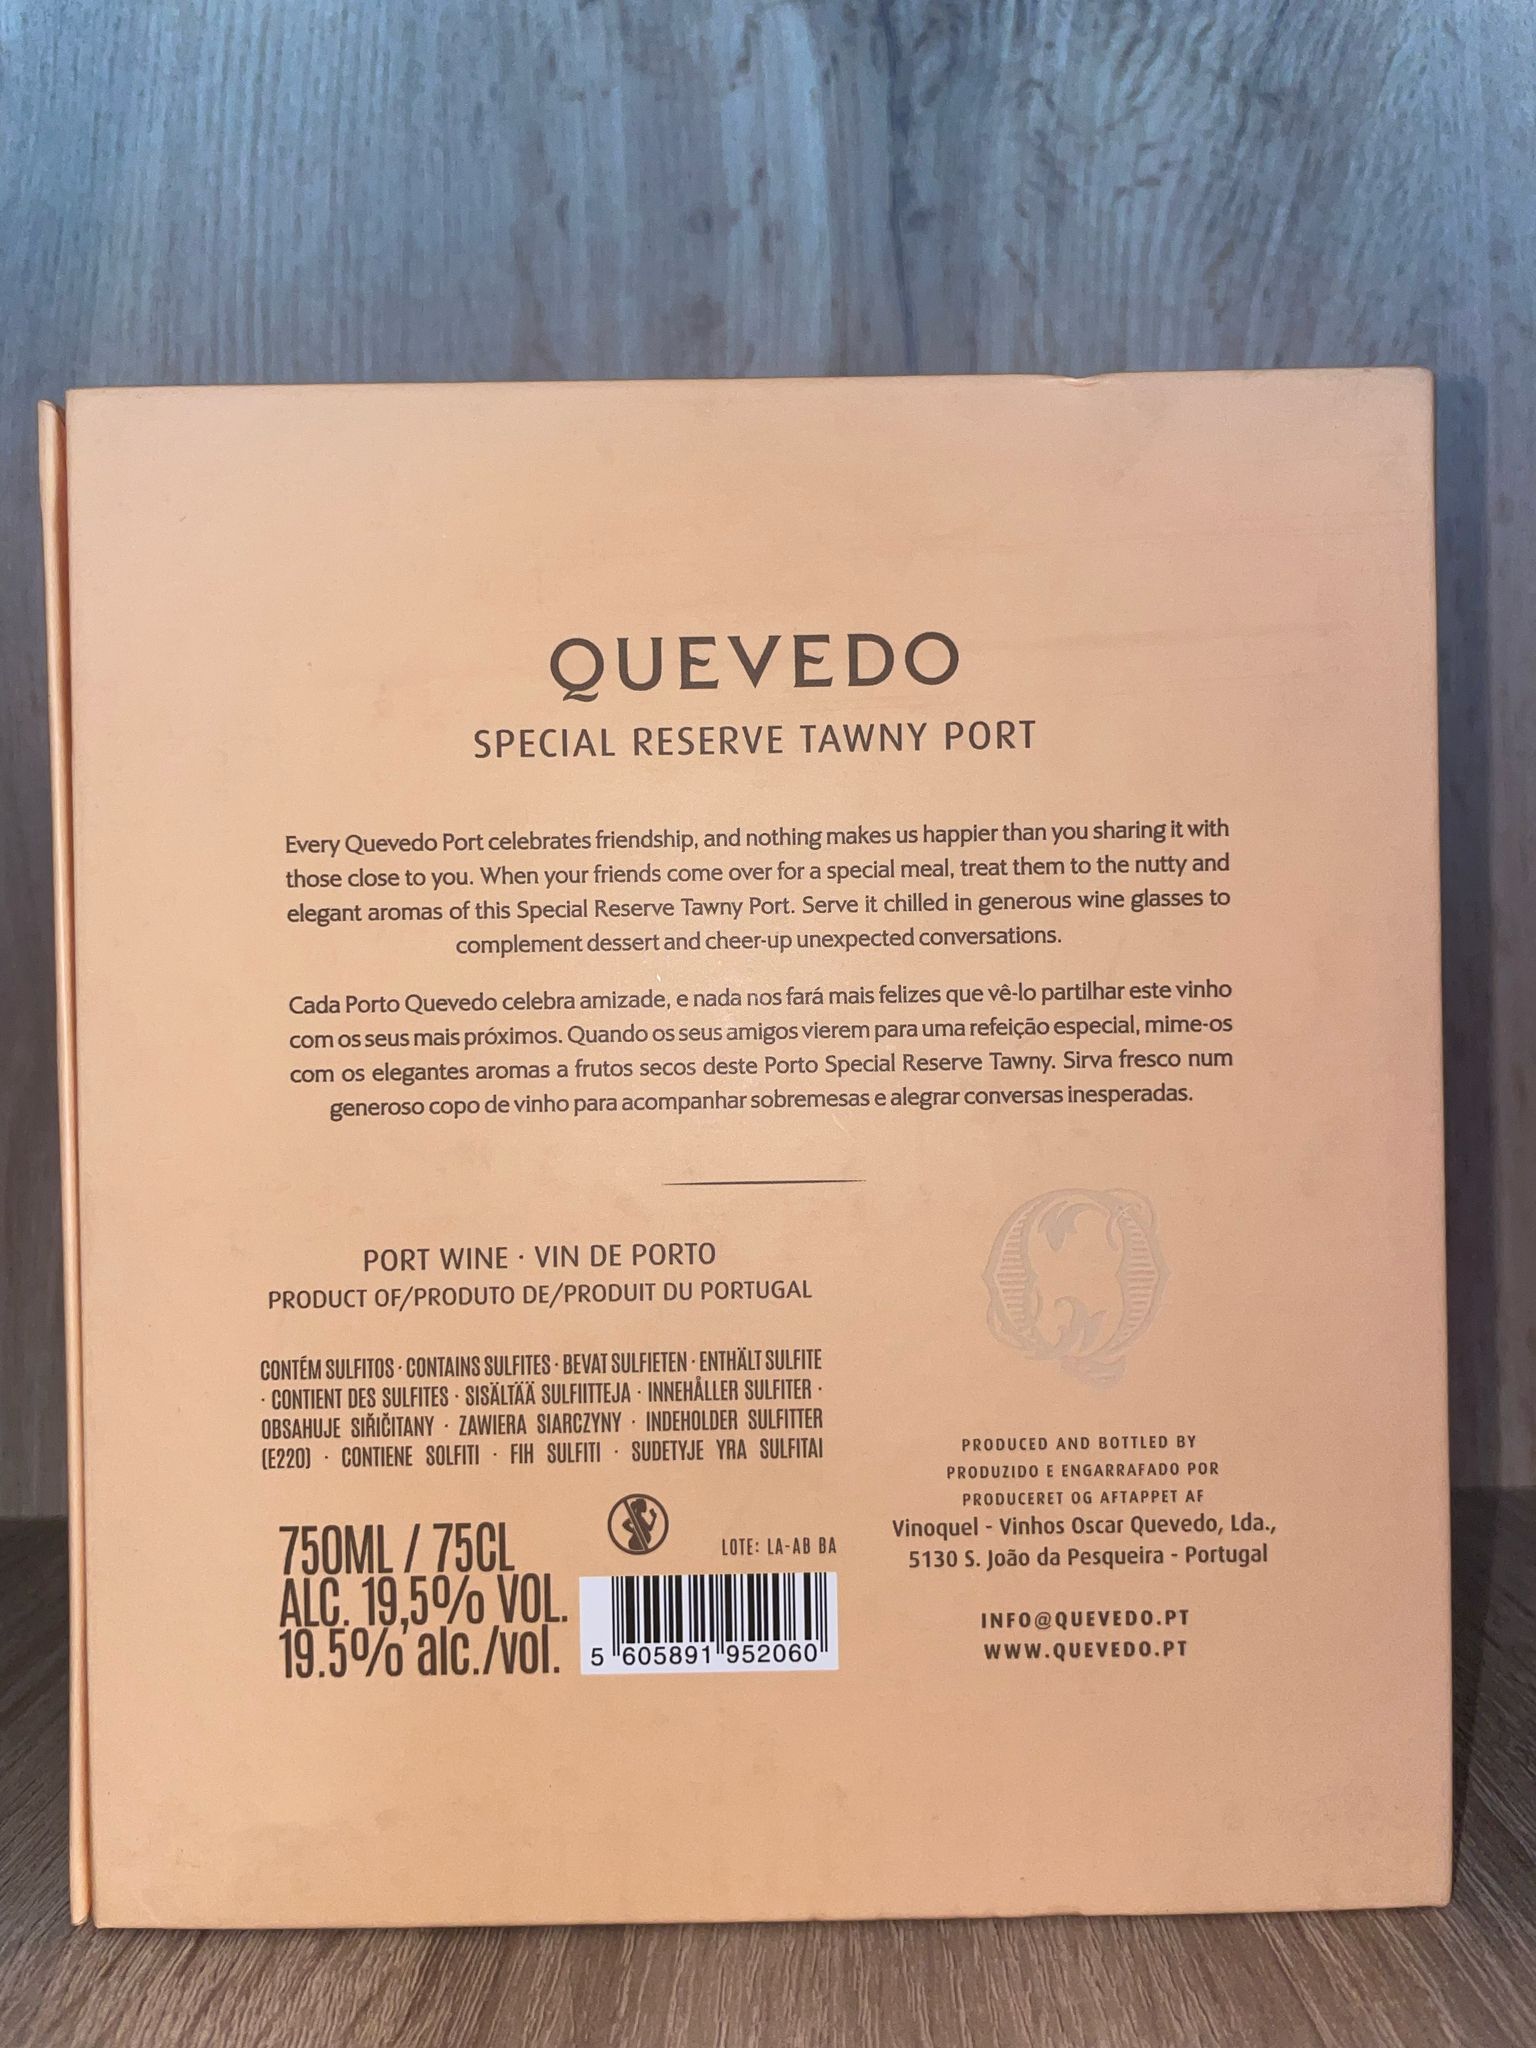 QUEVEDO
SPECIAL RESERVE TAWNY PORT
Every Quevedo Port celebrates friendship, and nothing makes us happier than you sharing it with
those close to you. When your friends come over for a special meal, treat them to the nutty and
elegant aromas of this Special Reserve Tawny Port. Serve it chilled in generous wine glasses to
complement dessert and cheer-up unexpected conversations.
Cada Porto Quevedo celebra amizade, e nada nos fará mais felizes que vê-lo partilhar este vinho
com os seus mais próximos. Quando os seus amigos vierem para uma refeição especial, mime-os
com os elegantes aromas a frutos secos deste Porto Special Reserve Tawny. Sirva fresco num
generoso copo de vinho para acompanhar sobremesas e alegrar conversas inesperadas.
PORT WINE · VIN DE PORTO
PRODUCT OF/PRODUTO DE/PRODUIT DU PORTUGAL
CONTÉM SULFITOS · CONTAINS SULFITES · BEVAT SULFIETEN · ENTHÄLT SULFITE
· CONTIENT DES SULFITES · SISÄLTÄÄ SULFIITTEJA · INNEHÅLLER SULFITER ·
OBSAHUJE SIŘIČITANY · ZAWIERA SIARCZYNY · INDEHOLDER SULFITTER
(E220) · CONTIENE SOLFITI · FIH SULFITI · SUDETYJE YRA SULFITAI
750ML / 75CL
ALC. 19,5% VOL.
19.5% alc./vol.
LOTE: LA-AB BA
5 605891 952060
Q
PRODUCED AND BOTTLED BY
PRODUZIDO E ENGARRAFADO POR
PRODUCERET OG AFTAPPET AF
Vinoquel - Vinhos Oscar Quevedo, Lda.,
5130 S. João da Pesqueira - Portugal
INFO@QUEVEDO.PT
WWW.QUEVEDO.PT